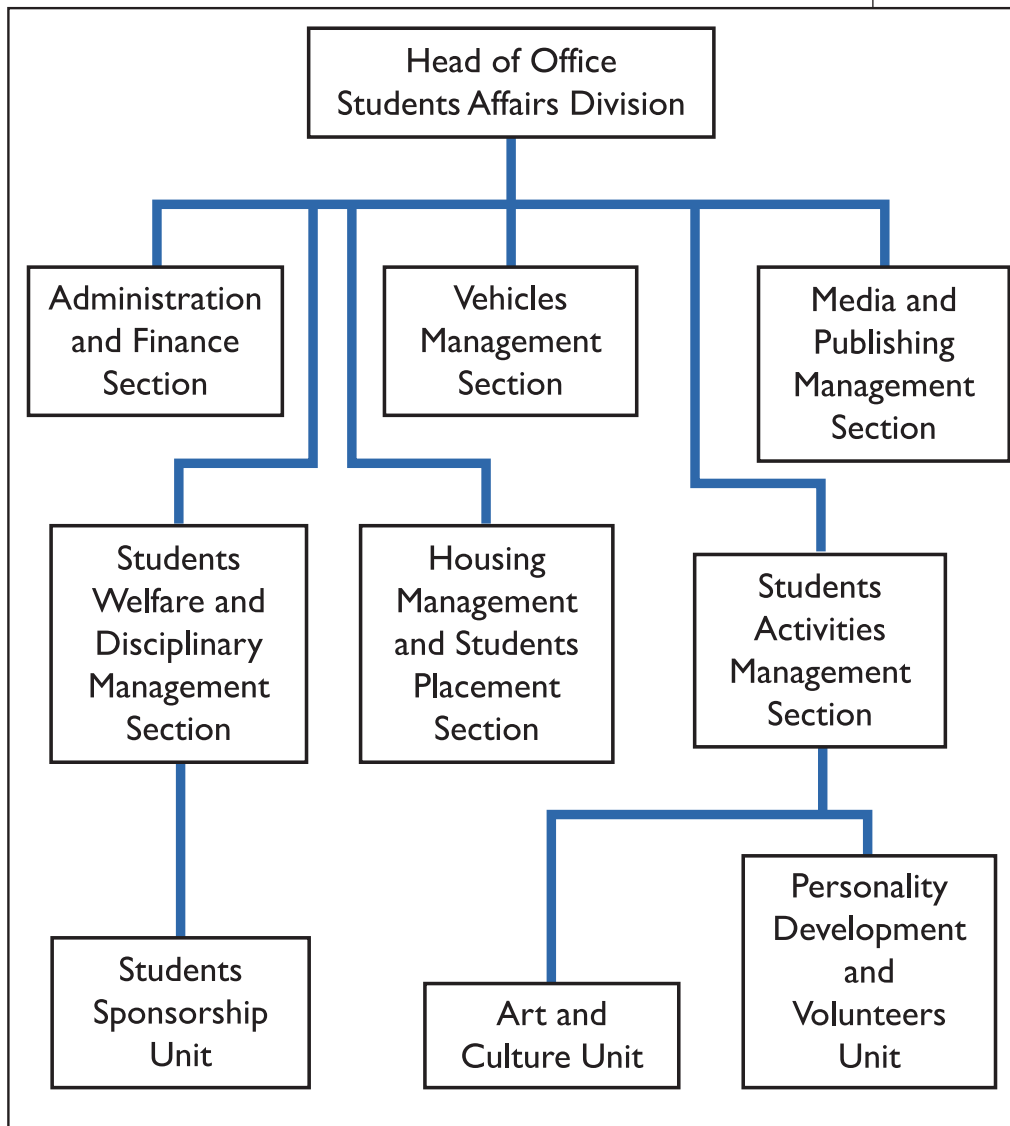 Head of Office
Students Affairs Division
Administration
and Finance
Section
Vehicles
Management
Section
Media and
Publishing
Management
Section
Students
Welfare and
Disciplinary
Management
Section
Housing
Management
and Students
Placement
Section
Students
Activities
Management
Section
Students
Sponsorship
Unit
Art and
Culture Unit
Personality
Development
and
Volunteers
Unit